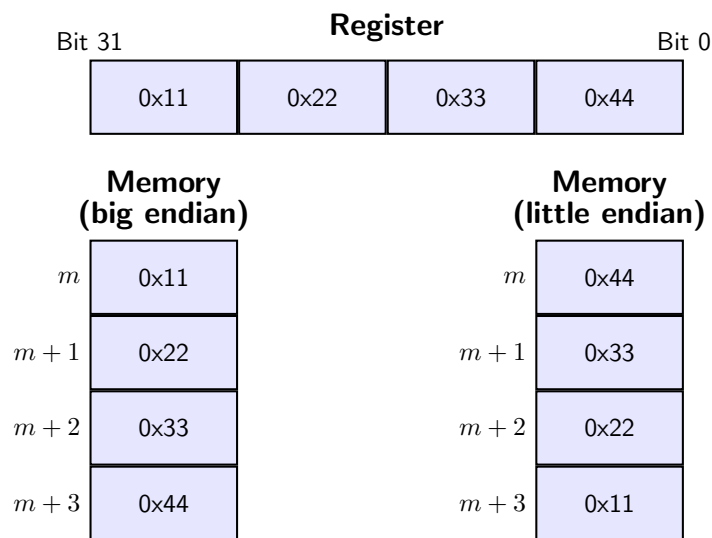 Register
Bit 31 Bit 0
0x11 0x22 0x33 0x44
Memory
(big endian)
m 0x11
m + 1 0x22
m + 2 0x33
m + 3 0x44
Memory
(little endian)
m 0x44
m + 1 0x33
m + 2 0x22
m + 3 0x11